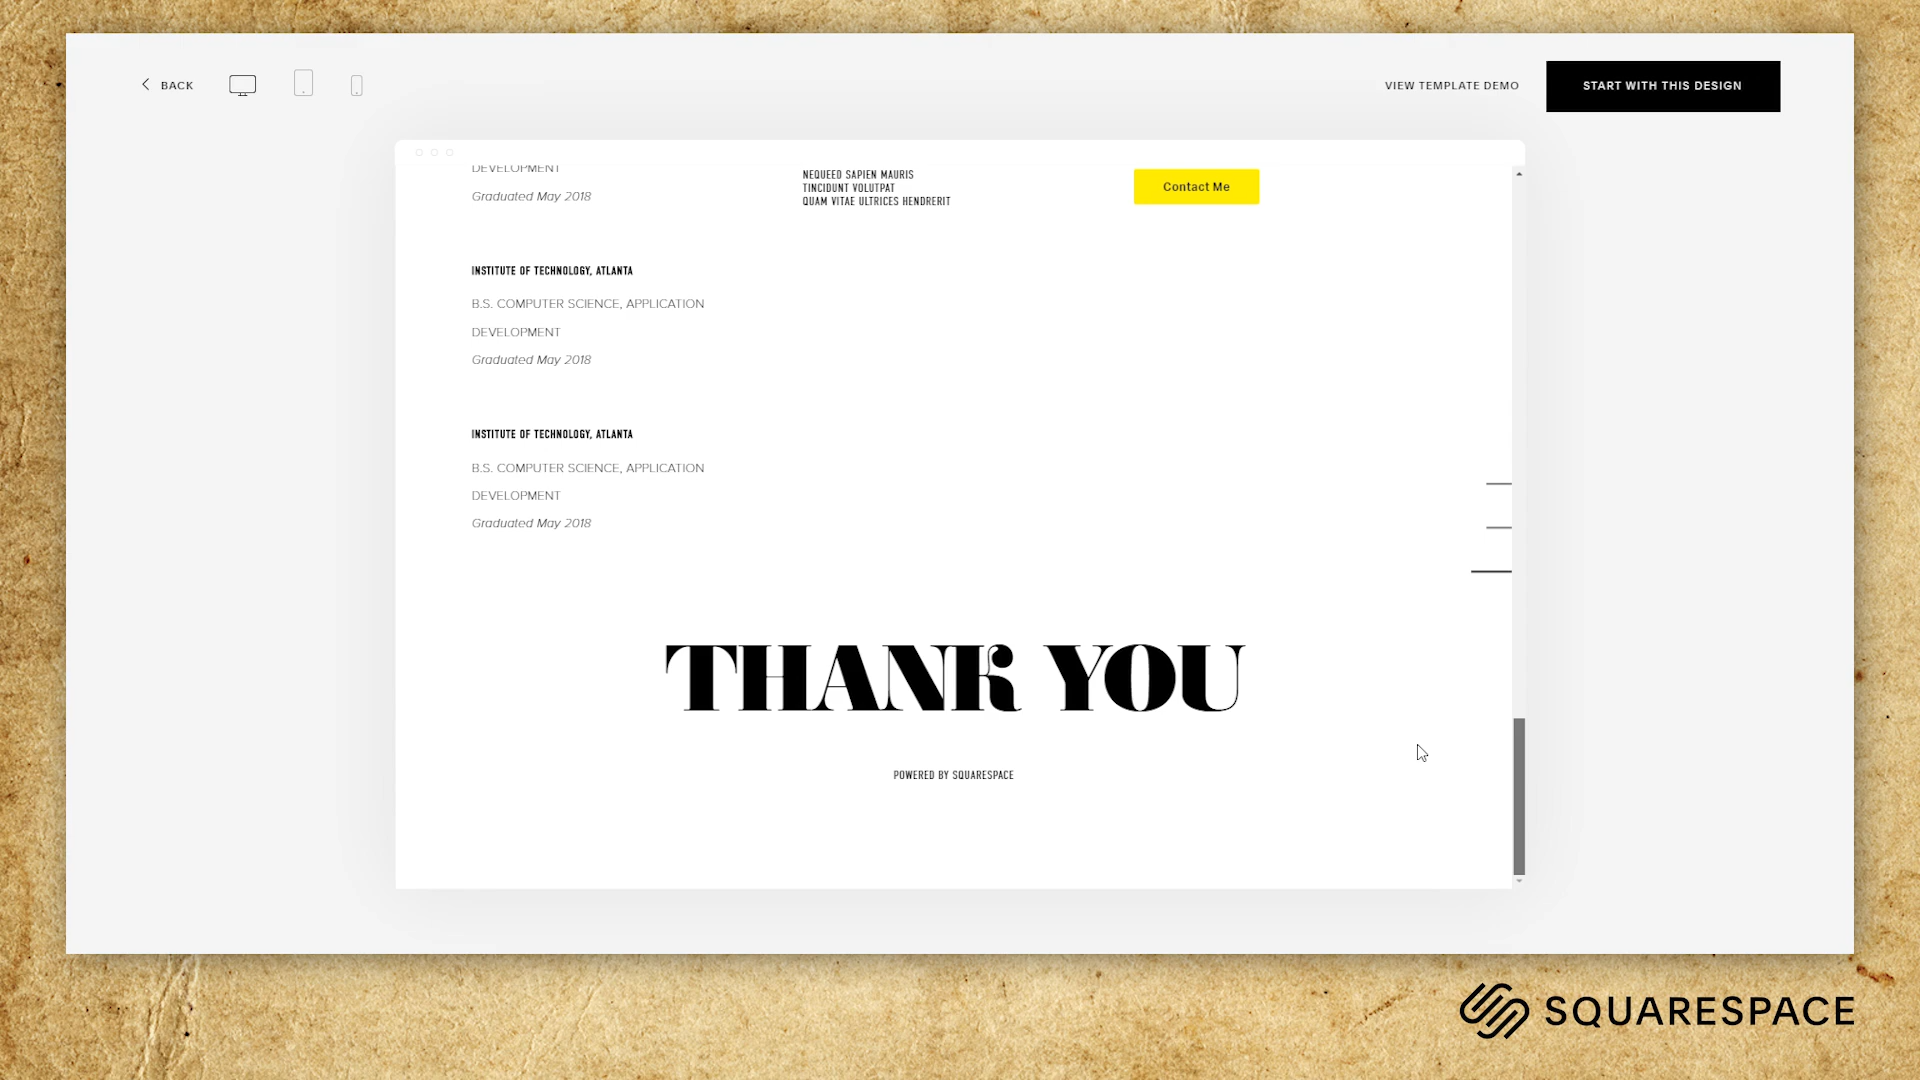 BACK
VIEW TEMPLATE DEMO
START WITH THIS DESIGN
DEVELOPMENT
Graduated May 2018
NEQUEED SAPIEN MAURIS
TINCIDUNT VOLUTPAT
QUAM VITAE ULTRICES HENDRERIT
Contact Me
INSTITUTE OF TECHNOLOGY, ATLANTA
B.S. COMPUTER SCIENCE, APPLICATION
DEVELOPMENT
Graduated May 2018
INSTITUTE OF TECHNOLOGY, ATLANTA
B.S. COMPUTER SCIENCE, APPLICATION
DEVELOPMENT
Graduated May 2018
THANK YOU
POWERED BY SQUARESPACE
SQUARESPACE